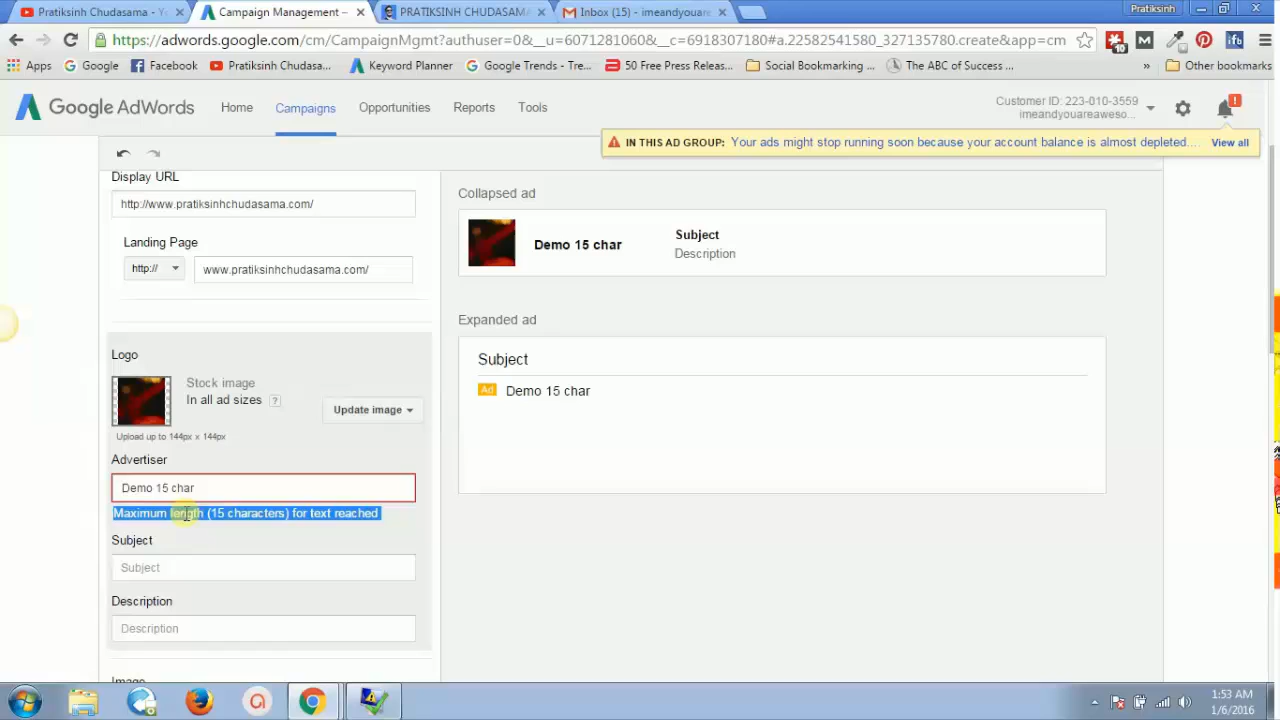 Pratiksinh Chudasama - Yo
Campaign Management –
PRATIKSINH CHUDASAMA
Inbox (15) - imeandyouare
Pratiksinh
https://adwords.google.com/cm/CampaignMgmt?authuser=0&__u=6071281060&__c=6918307180#a.22582541580_327135780.create&app=cm
10
Apps
Google
Facebook
Pratiksinh Chudasa...
Keyword Planner
Google Trends - Tre...
50 Free Press Releas...
Social Bookmarking ...
The ABC of Success ...
»
Other bookmarks
Google AdWords
Home
Campaigns
Opportunities
Reports
Tools
Customer ID: 223-010-3559
imeandyouareaweso...
!
IN THIS AD GROUP: Your ads might stop running soon because your account balance is almost depleted....
View all
Display URL
http://www.pratiksinhchudasama.com/
Landing Page
http://
www.pratiksinhchudasama.com/
Logo
Stock image
In all ad sizes ?
Update image
Upload up to 144px x 144px
Advertiser
Demo 15 char
Maximum length (15 characters) for text reached
Subject
Subject
Description
Description
Image
Collapsed ad
Demo 15 char
Subject
Description
Expanded ad
Subject
Ad Demo 15 char
1:53 AM
1/6/2016